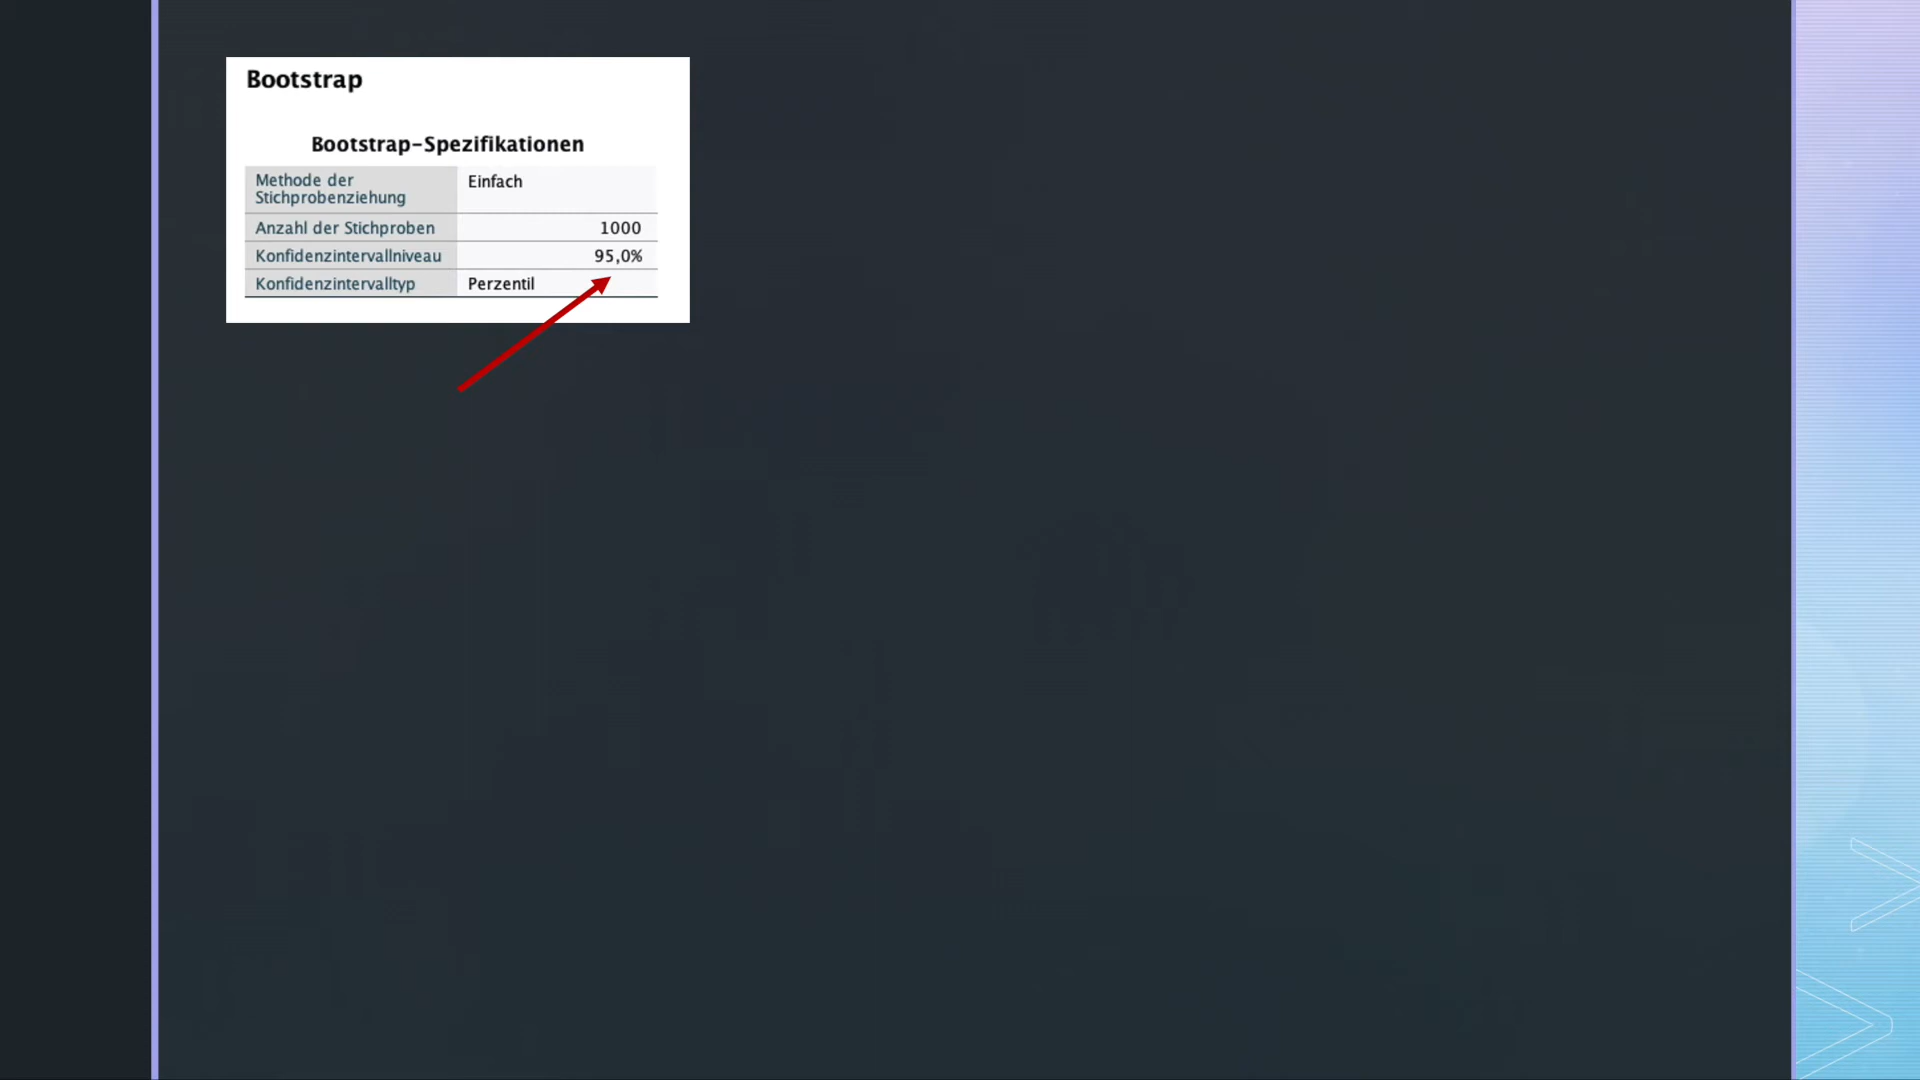 Bootstrap
Bootstrap-Spezifikationen
Methode der
Stichprobenziehung
Einfach
Anzahl der Stichproben 1000
Konfidenzintervallniveau 95,0%
Konfidenzintervalltyp Perzentil